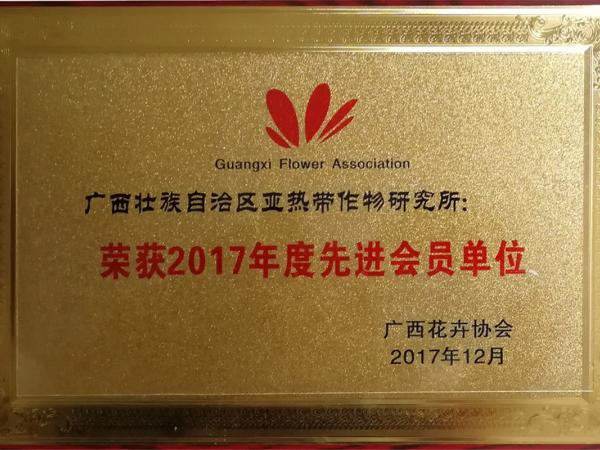 Guangxi Flower Association
广西壮族自治区亚热带作物研究所：
荣获2017年度先进会员单位
广西花卉协会
2017年12月